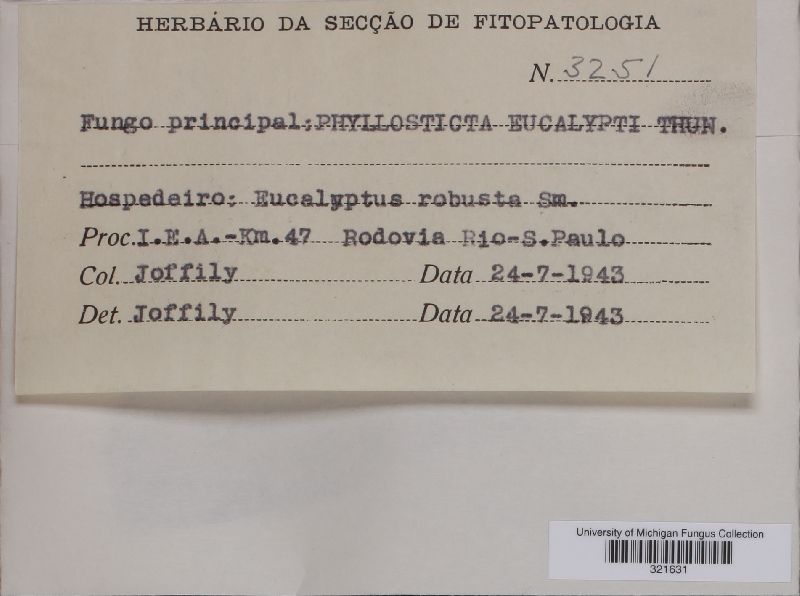 HERBÁRIO DA SECÇÃO DE FITOPATOLOGIA
N. 3251
Fungo principal:PHYLLOSTICTA EUCALYPTI THUN.
Hospedeiro: Eucalyptus robusta Sm.
Proc. I.E.A.-Km.47 Rodovia Rio-S.Paulo
Col. Joffily Data 24-7-1943
Det. Joffily Data 24-7-1943
University of Michigan Fungus Collection
321631